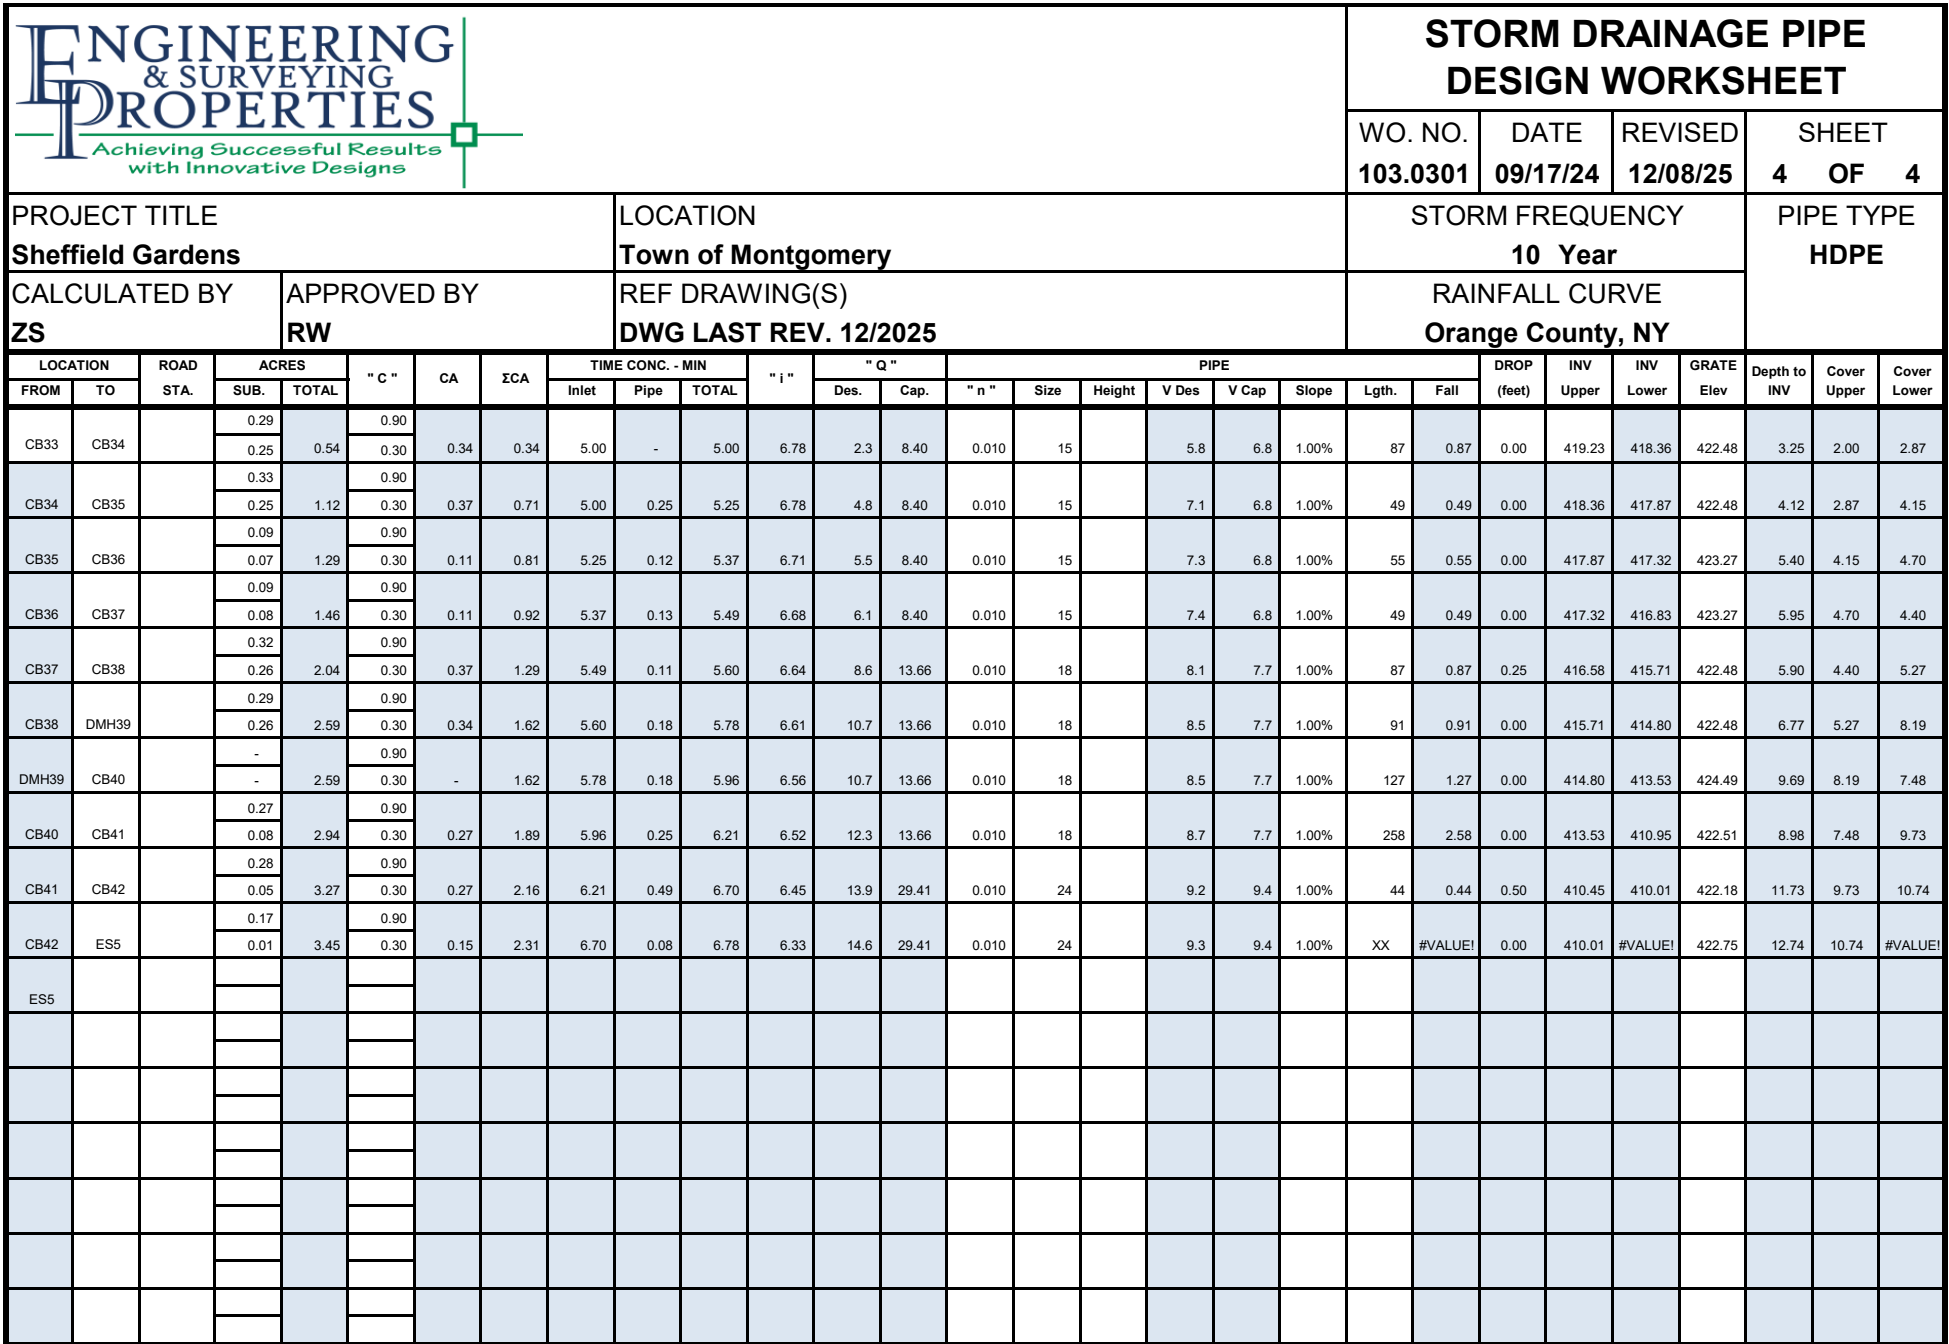 ENGINEERING
& SURVEYING
PROPERTIES
Achieving Successful Results
with Innovative Designs
STORM DRAINAGE PIPE
DESIGN WORKSHEET
WO. NO. DATE REVISED SHEET
103.0301 09/17/24 12/08/25 4 OF 4
PROJECT TITLE LOCATION STORM FREQUENCY PIPE TYPE
Sheffield Gardens Town of Montgomery 10 Year HDPE
CALCULATED BY APPROVED BY REF DRAWING(S) RAINFALL CURVE
ZS RW DWG LAST REV. 12/2025 Orange County, NY
LOCATION ROAD ACRES " C " CA ΣCA TIME CONC. - MIN " i " " Q " PIPE DROP INV INV GRATE Depth to Cover Cover
FROM TO STA. SUB. TOTAL Inlet Pipe TOTAL Des. Cap. " n " Size Height V Des V Cap Slope Lgth. Fall (feet) Upper Lower Elev INV Upper Lower
0.29 0.90
CB33 CB34 0.25 0.54 0.30 0.34 0.34 5.00 - 5.00 6.78 2.3 8.40 0.010 15 5.8 6.8 1.00% 87 0.87 0.00 419.23 418.36 422.48 3.25 2.00 2.87
0.33 0.90
CB34 CB35 0.25 1.12 0.30 0.37 0.71 5.00 0.25 5.25 6.78 4.8 8.40 0.010 15 7.1 6.8 1.00% 49 0.49 0.00 418.36 417.87 422.48 4.12 2.87 4.15
0.09 0.90
CB35 CB36 0.07 1.29 0.30 0.11 0.81 5.25 0.12 5.37 6.71 5.5 8.40 0.010 15 7.3 6.8 1.00% 55 0.55 0.00 417.87 417.32 423.27 5.40 4.15 4.70
0.09 0.90
CB36 CB37 0.08 1.46 0.30 0.11 0.92 5.37 0.13 5.49 6.68 6.1 8.40 0.010 15 7.4 6.8 1.00% 49 0.49 0.00 417.32 416.83 423.27 5.95 4.70 4.40
0.32 0.90
CB37 CB38 0.26 2.04 0.30 0.37 1.29 5.49 0.11 5.60 6.64 8.6 13.66 0.010 18 8.1 7.7 1.00% 87 0.87 0.25 416.58 415.71 422.48 5.90 4.40 5.27
0.29 0.90
CB38 DMH39 0.26 2.59 0.30 0.34 1.62 5.60 0.18 5.78 6.61 10.7 13.66 0.010 18 8.5 7.7 1.00% 91 0.91 0.00 415.71 414.80 422.48 6.77 5.27 8.19
- 0.90
DMH39 CB40 - 2.59 0.30 - 1.62 5.78 0.18 5.96 6.56 10.7 13.66 0.010 18 8.5 7.7 1.00% 127 1.27 0.00 414.80 413.53 424.49 9.69 8.19 7.48
0.27 0.90
CB40 CB41 0.08 2.94 0.30 0.27 1.89 5.96 0.25 6.21 6.52 12.3 13.66 0.010 18 8.7 7.7 1.00% 258 2.58 0.00 413.53 410.95 422.51 8.98 7.48 9.73
0.28 0.90
CB41 CB42 0.05 3.27 0.30 0.27 2.16 6.21 0.49 6.70 6.45 13.9 29.41 0.010 24 9.2 9.4 1.00% 44 0.44 0.50 410.45 410.01 422.18 11.73 9.73 10.74
0.17 0.90
CB42 ES5 0.01 3.45 0.30 0.15 2.31 6.70 0.08 6.78 6.33 14.6 29.41 0.010 24 9.3 9.4 1.00% XX #VALUE! 0.00 410.01 #VALUE! 422.75 12.74 10.74 #VALUE!
ES5